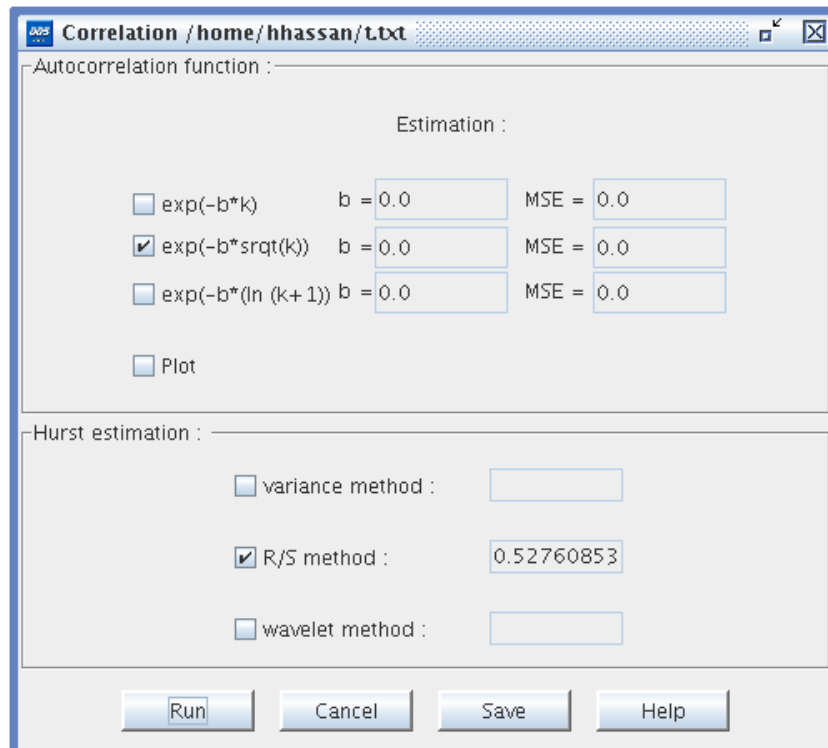 Correlation /home/hhassan/t.txt
Autocorrelation function :
Estimation :
exp(-b*k) b = 0.0 MSE = 0.0
exp(-b*srqt(k)) b = 0.0 MSE = 0.0
exp(-b*(ln (k+1)) b = 0.0 MSE = 0.0
Plot
Hurst estimation :
variance method :
R/S method : 0.52760853
wavelet method :
Run Cancel Save Help